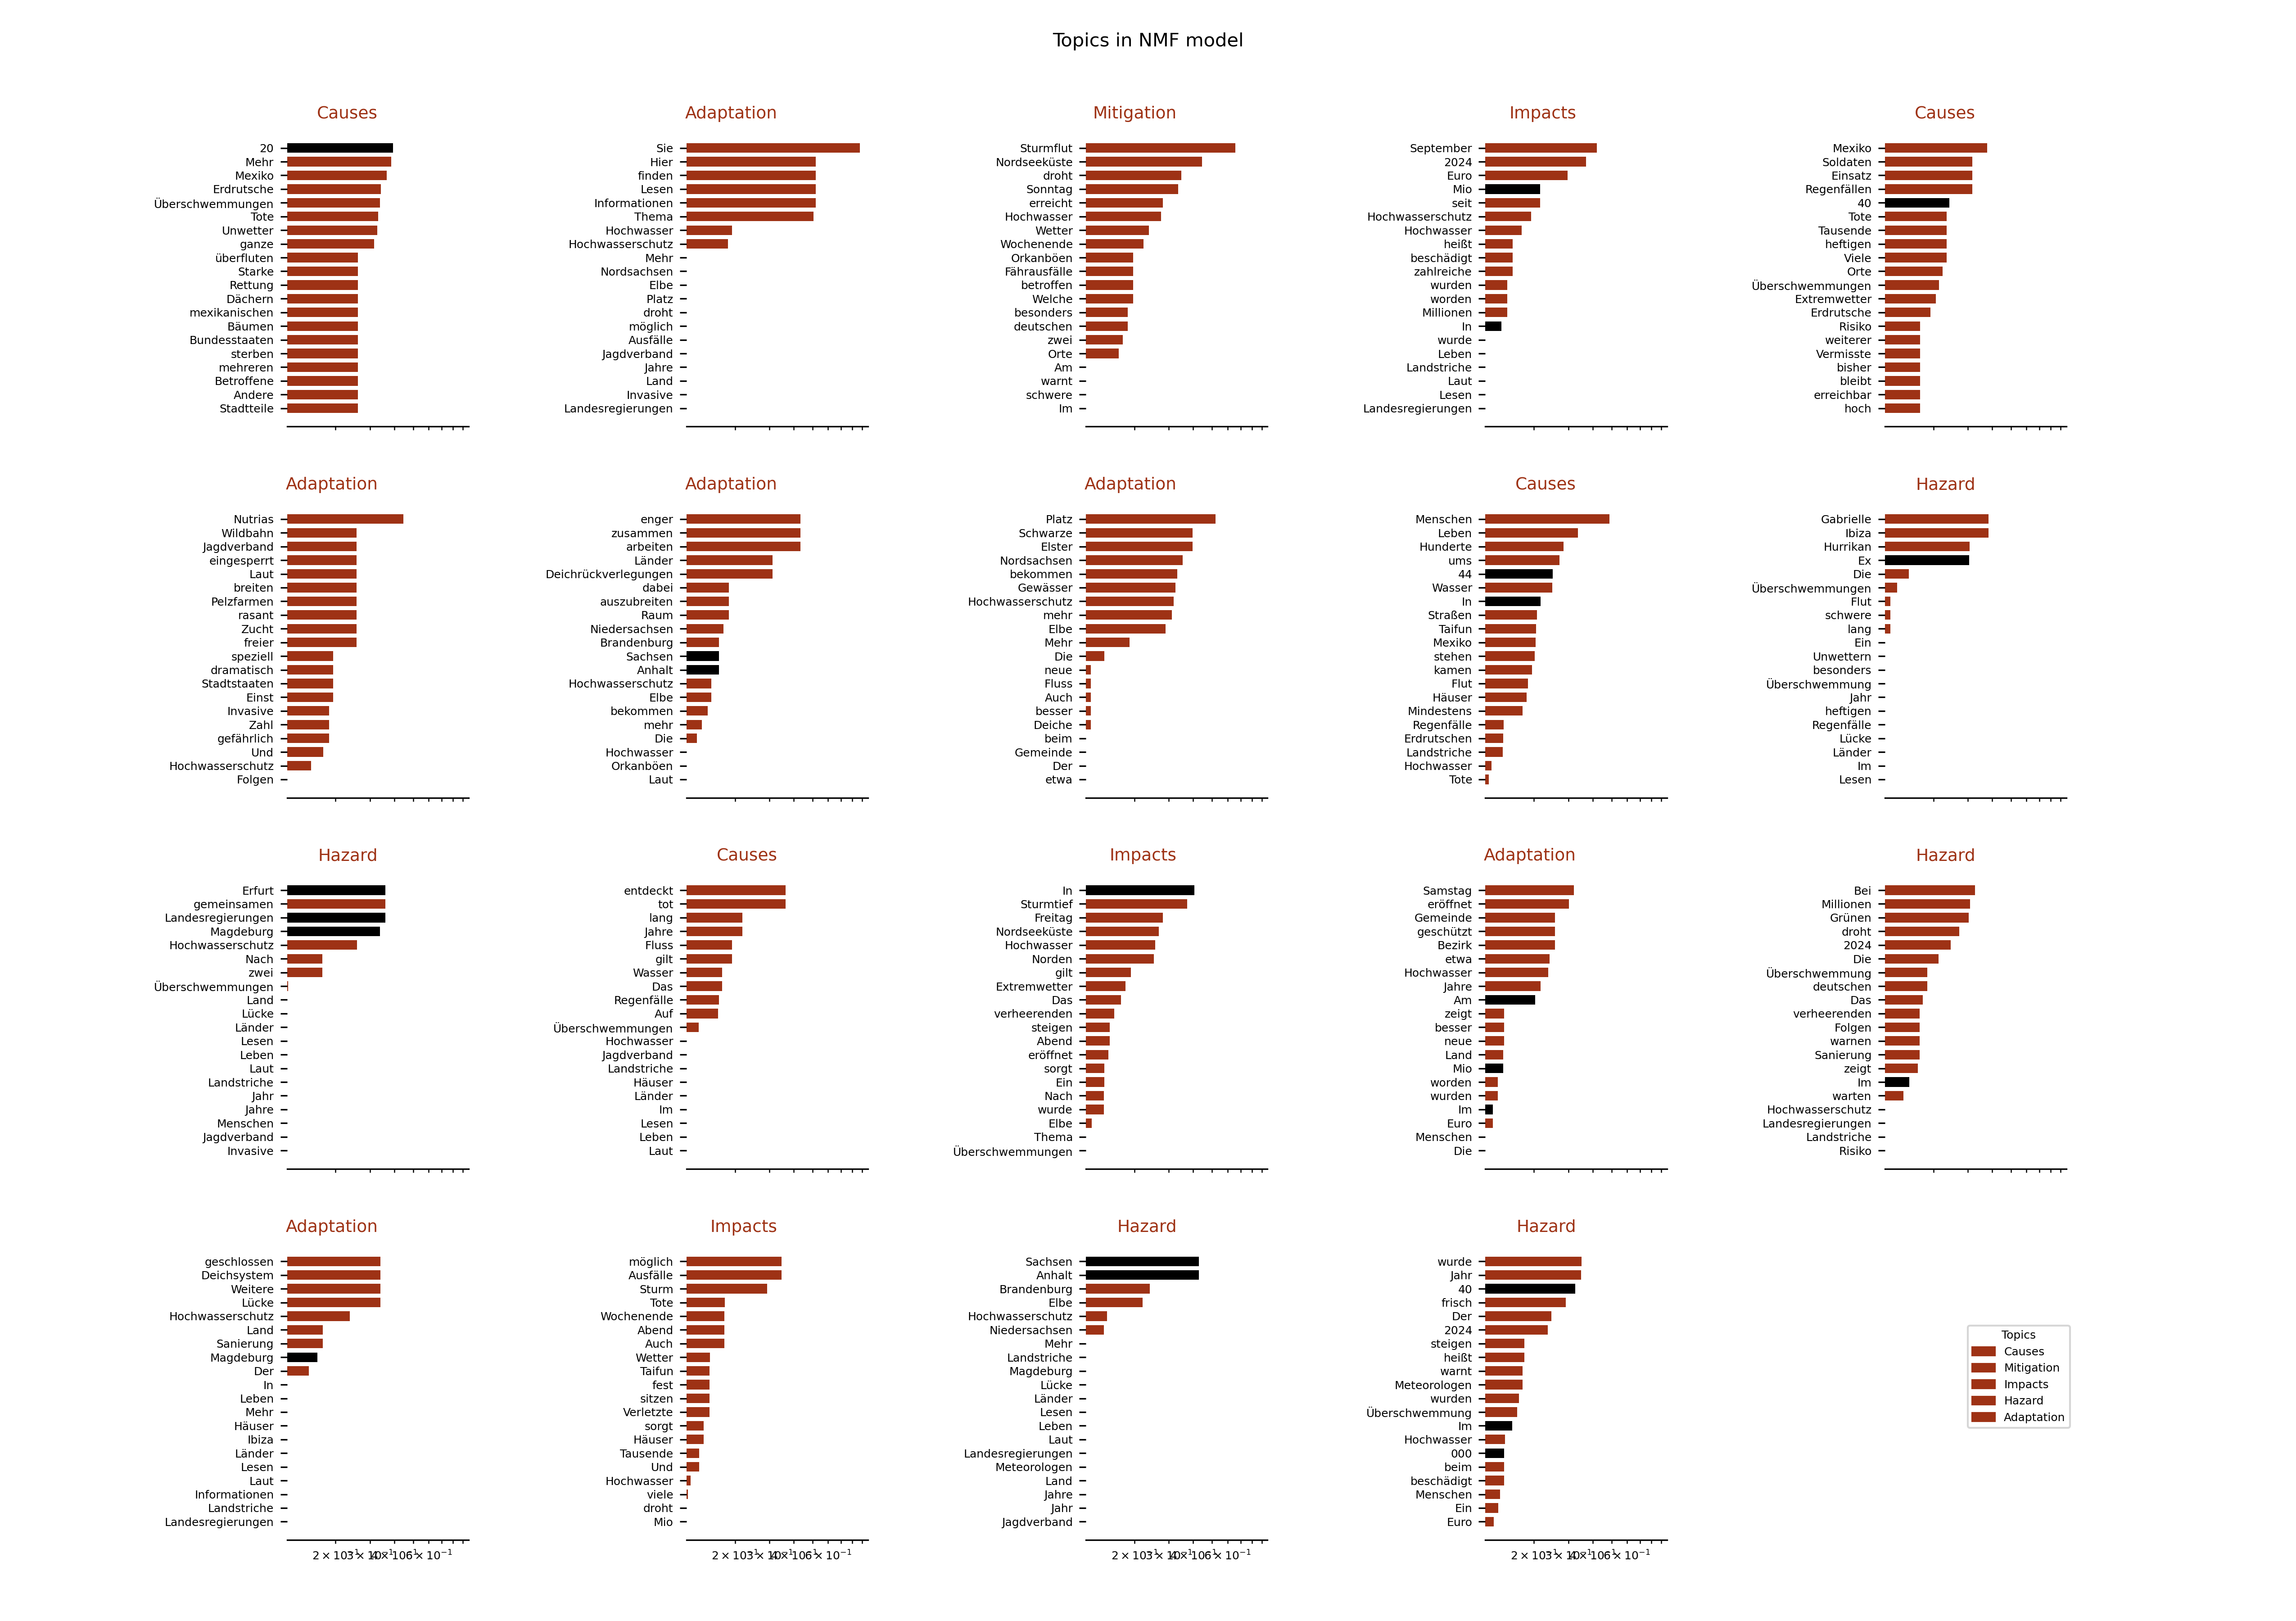 Topics in NMF model
Causes
20
Mehr
Mexiko
Erdrutsche
Überschwemmungen
Tote
Unwetter
ganze
überfluten
Starke
Rettung
Dächern
mexikanischen
Bäumen
Bundesstaaten
sterben
mehreren
Betroffene
Andere
Stadtteile
Adaptation
Sie
Hier
finden
Lesen
Informationen
Thema
Hochwasser
Hochwasserschutz
Mehr
Nordsachsen
Elbe
Platz
droht
möglich
Ausfälle
Jagdverband
Jahre
Land
Invasive
Landesregierungen
Mitigation
Sturmflut
Nordseeküste
droht
Sonntag
erreicht
Hochwasser
Wetter
Wochenende
Orkanböen
Fährausfälle
betroffen
Welche
besonders
deutschen
zwei
Orte
Am
warnt
schwere
Im
Impacts
September
2024
Euro
Mio
seit
Hochwasserschutz
Hochwasser
heißt
beschädigt
zahlreiche
wurden
worden
Millionen
In
wurde
Leben
Landstriche
Laut
Lesen
Landesregierungen
Causes
Mexiko
Soldaten
Einsatz
Regenfällen
40
Tote
Tausende
heftigen
Viele
Orte
Überschwemmungen
Extremwetter
Erdrutsche
Risiko
weiterer
Vermisste
bisher
bleibt
erreichbar
hoch
Adaptation
Nutrias
Wildbahn
Jagdverband
eingesperrt
Laut
breiten
Pelzfarmen
rasant
Zucht
freier
speziell
dramatisch
Stadtstaaten
Einst
Invasive
Zahl
gefährlich
Und
Hochwasserschutz
Folgen
Adaptation
enger
zusammen
arbeiten
Länder
Deichrückverlegungen
dabei
auszubreiten
Raum
Niedersachsen
Brandenburg
Sachsen
Anhalt
Hochwasserschutz
Elbe
bekommen
mehr
Die
Hochwasser
Orkanböen
Laut
Adaptation
Platz
Schwarze
Elster
Nordsachsen
bekommen
Gewässer
Hochwasserschutz
mehr
Elbe
Mehr
Die
neue
Fluss
Auch
besser
Deiche
beim
Gemeinde
Der
etwa
Causes
Menschen
Leben
Hunderte
ums
44
Wasser
In
Straßen
Taifun
Mexiko
stehen
kamen
Flut
Häuser
Mindestens
Regenfälle
Erdrutschen
Landstriche
Hochwasser
Tote
Hazard
Gabrielle
Ibiza
Hurrikan
Ex
Die
Überschwemmungen
Flut
schwere
lang
Ein
Unwettern
besonders
Überschwemmung
Jahr
heftigen
Regenfälle
Lücke
Länder
Im
Lesen
Hazard
Erfurt
gemeinsamen
Landesregierungen
Magdeburg
Hochwasserschutz
Nach
zwei
Überschwemmungen
Land
Lücke
Länder
Lesen
Leben
Laut
Landstriche
Jahr
Jahre
Menschen
Jagdverband
Invasive
Causes
entdeckt
tot
lang
Jahre
Fluss
gilt
Wasser
Das
Regenfälle
Auf
Überschwemmungen
Hochwasser
Jagdverband
Landstriche
Häuser
Länder
Im
Lesen
Leben
Laut
Impacts
In
Sturmtief
Freitag
Nordseeküste
Hochwasser
Norden
gilt
Extremwetter
Das
verheerenden
steigen
Abend
eröffnet
sorgt
Ein
Nach
wurde
Elbe
Thema
Überschwemmungen
Adaptation
Samstag
eröffnet
Gemeinde
geschützt
Bezirk
etwa
Hochwasser
Jahre
Am
zeigt
besser
neue
Land
Mio
worden
wurden
Im
Euro
Menschen
Die
Hazard
Bei
Millionen
Grünen
droht
2024
Die
Überschwemmung
deutschen
Das
verheerenden
Folgen
warnen
Sanierung
zeigt
Im
warten
Hochwasserschutz
Landesregierungen
Landstriche
Risiko
Adaptation
geschlossen
Deichsystem
Weitere
Lücke
Hochwasserschutz
Land
Sanierung
Magdeburg
Der
In
Leben
Mehr
Häuser
Ibiza
Länder
Lesen
Laut
Informationen
Landstriche
Landesregierungen
Impacts
möglich
Ausfälle
Sturm
Tote
Wochenende
Abend
Auch
Wetter
Taifun
fest
sitzen
Verletzte
sorgt
Häuser
Tausende
Und
Hochwasser
viele
droht
Mio
Hazard
Sachsen
Anhalt
Brandenburg
Elbe
Hochwasserschutz
Niedersachsen
Mehr
Landstriche
Magdeburg
Lücke
Länder
Lesen
Leben
Laut
Landesregierungen
Meteorologen
Land
Jahre
Jahr
Jagdverband
Hazard
wurde
Jahr
40
frisch
Der
2024
steigen
heißt
warnt
Meteorologen
wurden
Überschwemmung
Im
Hochwasser
000
beim
beschädigt
Menschen
Ein
Euro
Topics
Causes
Mitigation
Impacts
Hazard
Adaptation